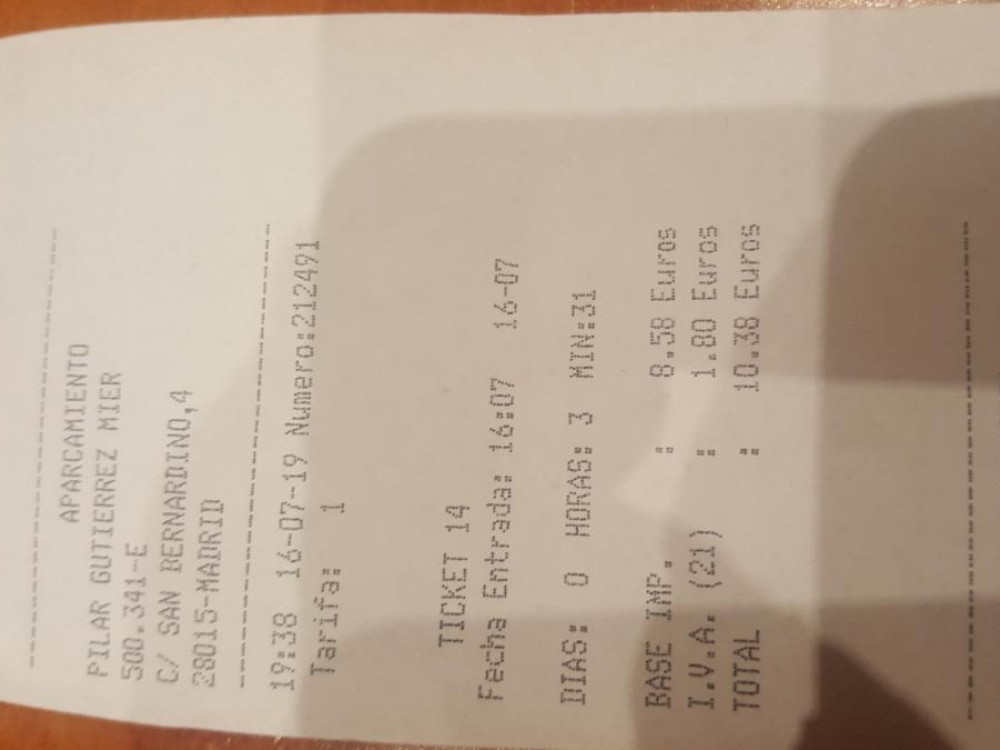 --------------------------------
APARCAMIENTO
PILAR GUTIERREZ MIER
500.341-E
C/ SAN BERNARDINO,4
28015-MADRID
--------------------------------
19:38 16-07-19 Numero:212491
Tarifa: 1
TICKET 14
Fecha Entrada: 16:07 16-07
DIAS: 0 HORAS: 3 MIN:31
BASE IMP. : 8.58 Euros
I.V.A. (21) : 1.80 Euros
TOTAL : 10.38 Euros
--------------------------------